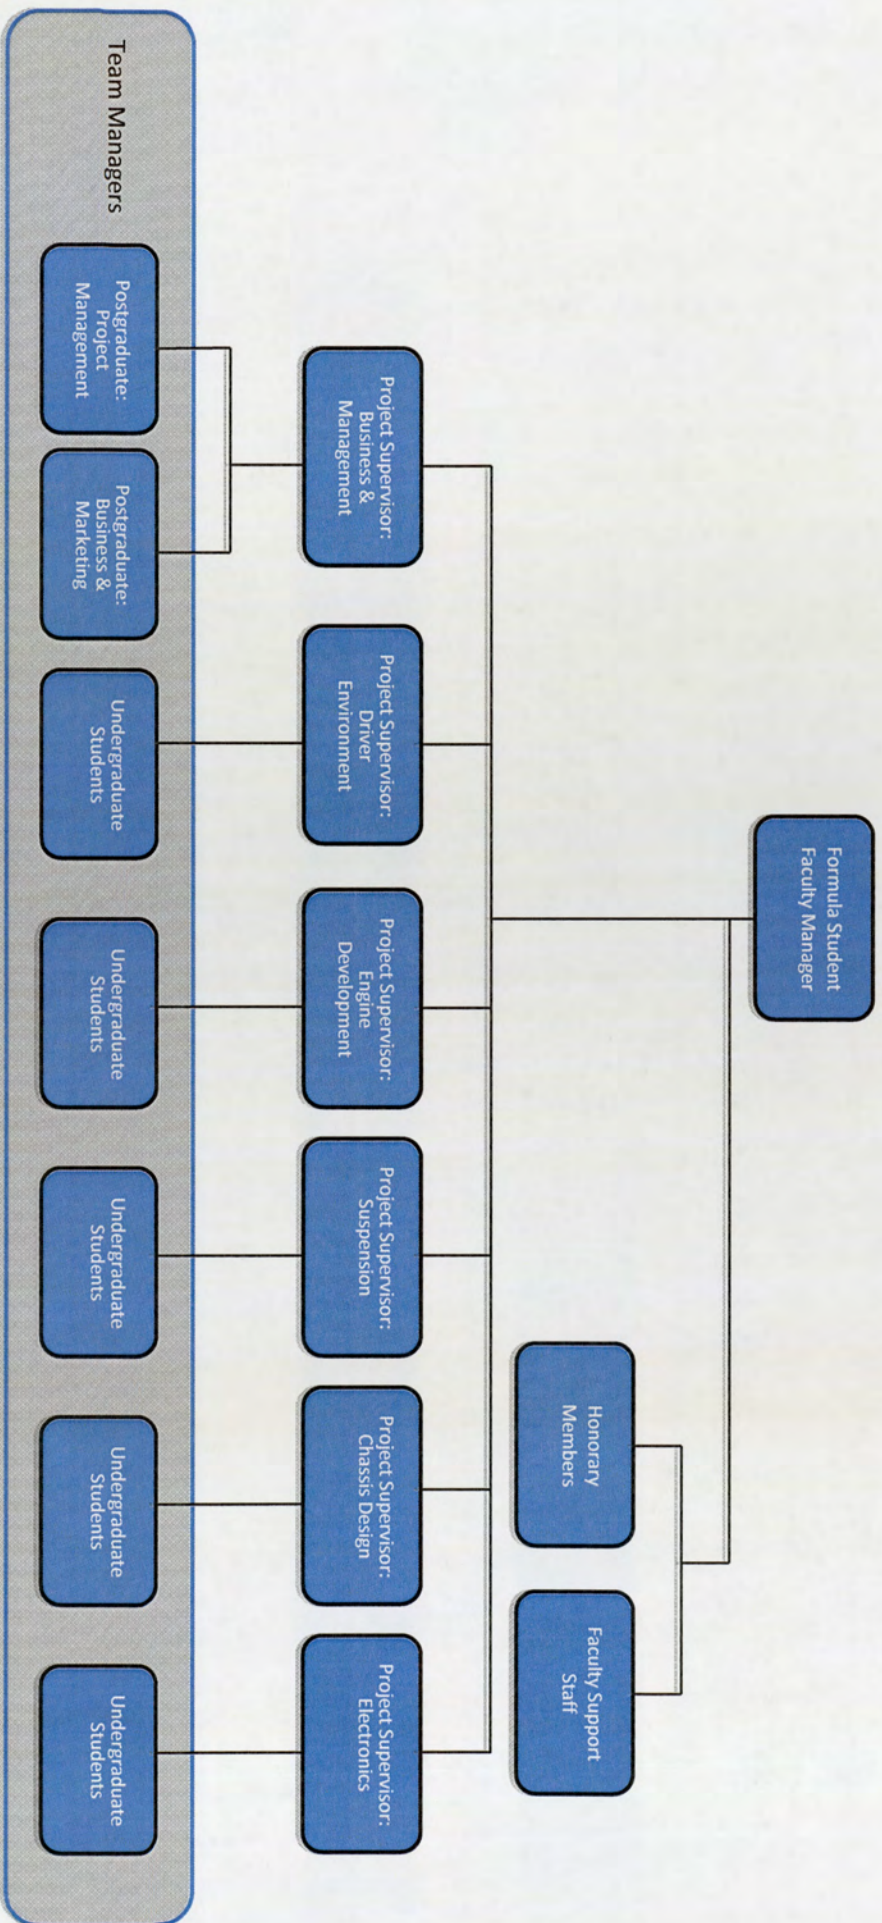 Formula Student
Faculty Manager
Honorary
Members
Faculty Support
Staff
Project Supervisor:
Business &
Management
Project Supervisor:
Driver
Environment
Project Supervisor:
Engine
Development
Project Supervisor:
Suspension
Project Supervisor:
Chassis Design
Project Supervisor:
Electronics
Team Managers
Postgraduate:
Project
Management
Postgraduate:
Business &
Marketing
Undergraduate
Students
Undergraduate
Students
Undergraduate
Students
Undergraduate
Students
Undergraduate
Students